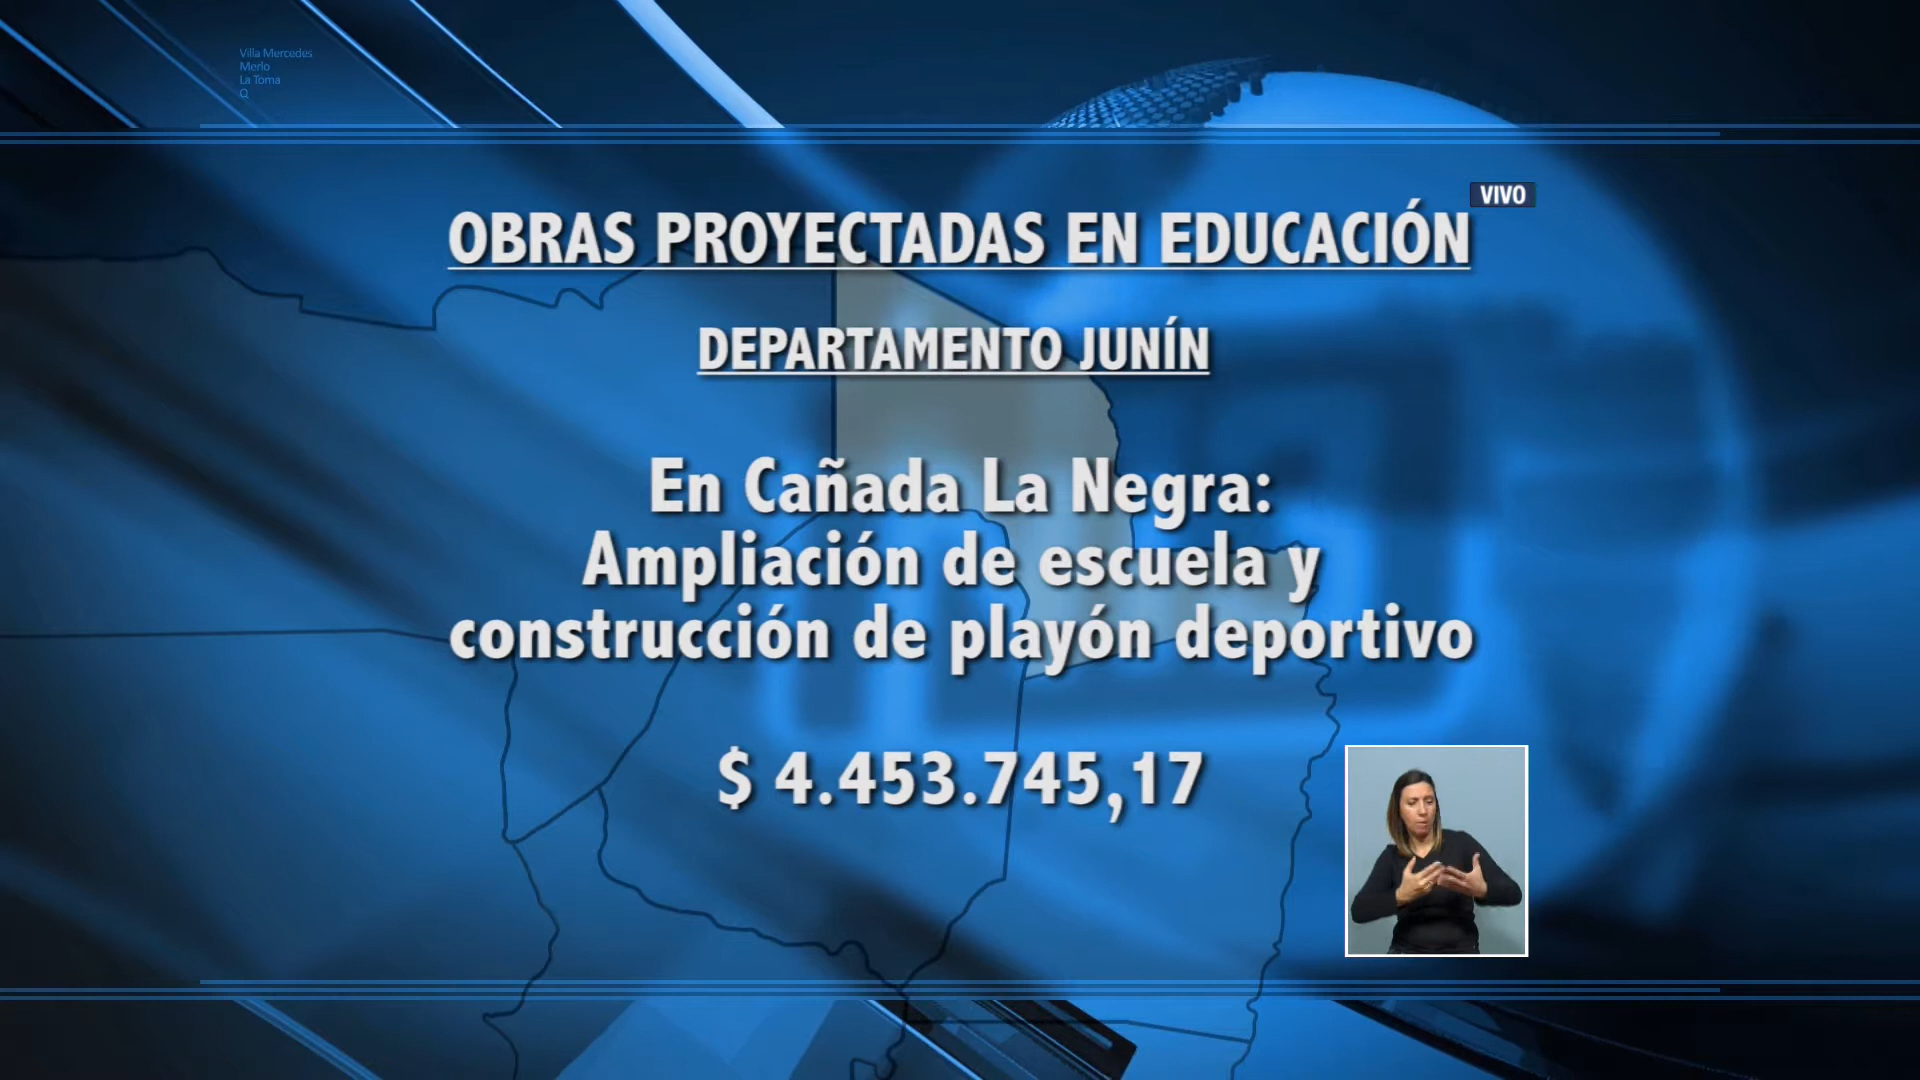 Villa Mercedes
Merlo
La Toma
Q
VIVO
OBRAS PROYECTADAS EN EDUCACIÓN
DEPARTAMENTO JUNÍN
En Cañada La Negra:
Ampliación de escuela y
construcción de playón deportivo
$ 4.453.745,17